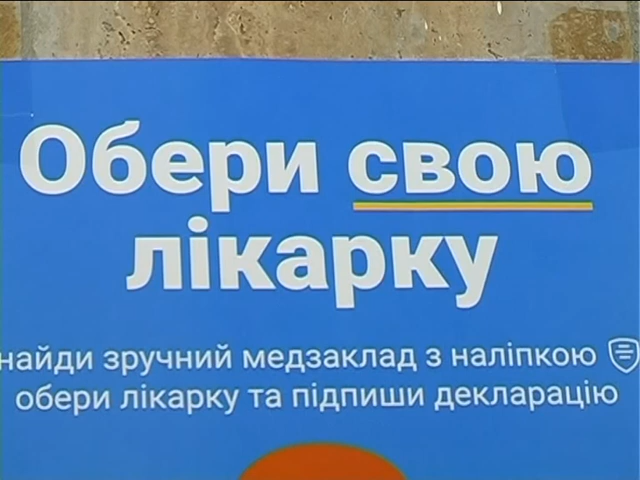 Обери свою
лікарку
найди зручний медзаклад з наліпкою
обери лікарку та підпиши декларацію